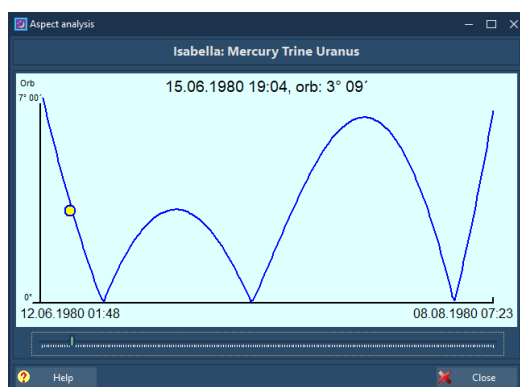 Aspect analysis
Isabella: Mercury Trine Uranus
Orb
7° 00´
15.06.1980 19:04, orb: 3° 09´
0°
12.06.1980 01:48
08.08.1980 07:23
? Help
Close